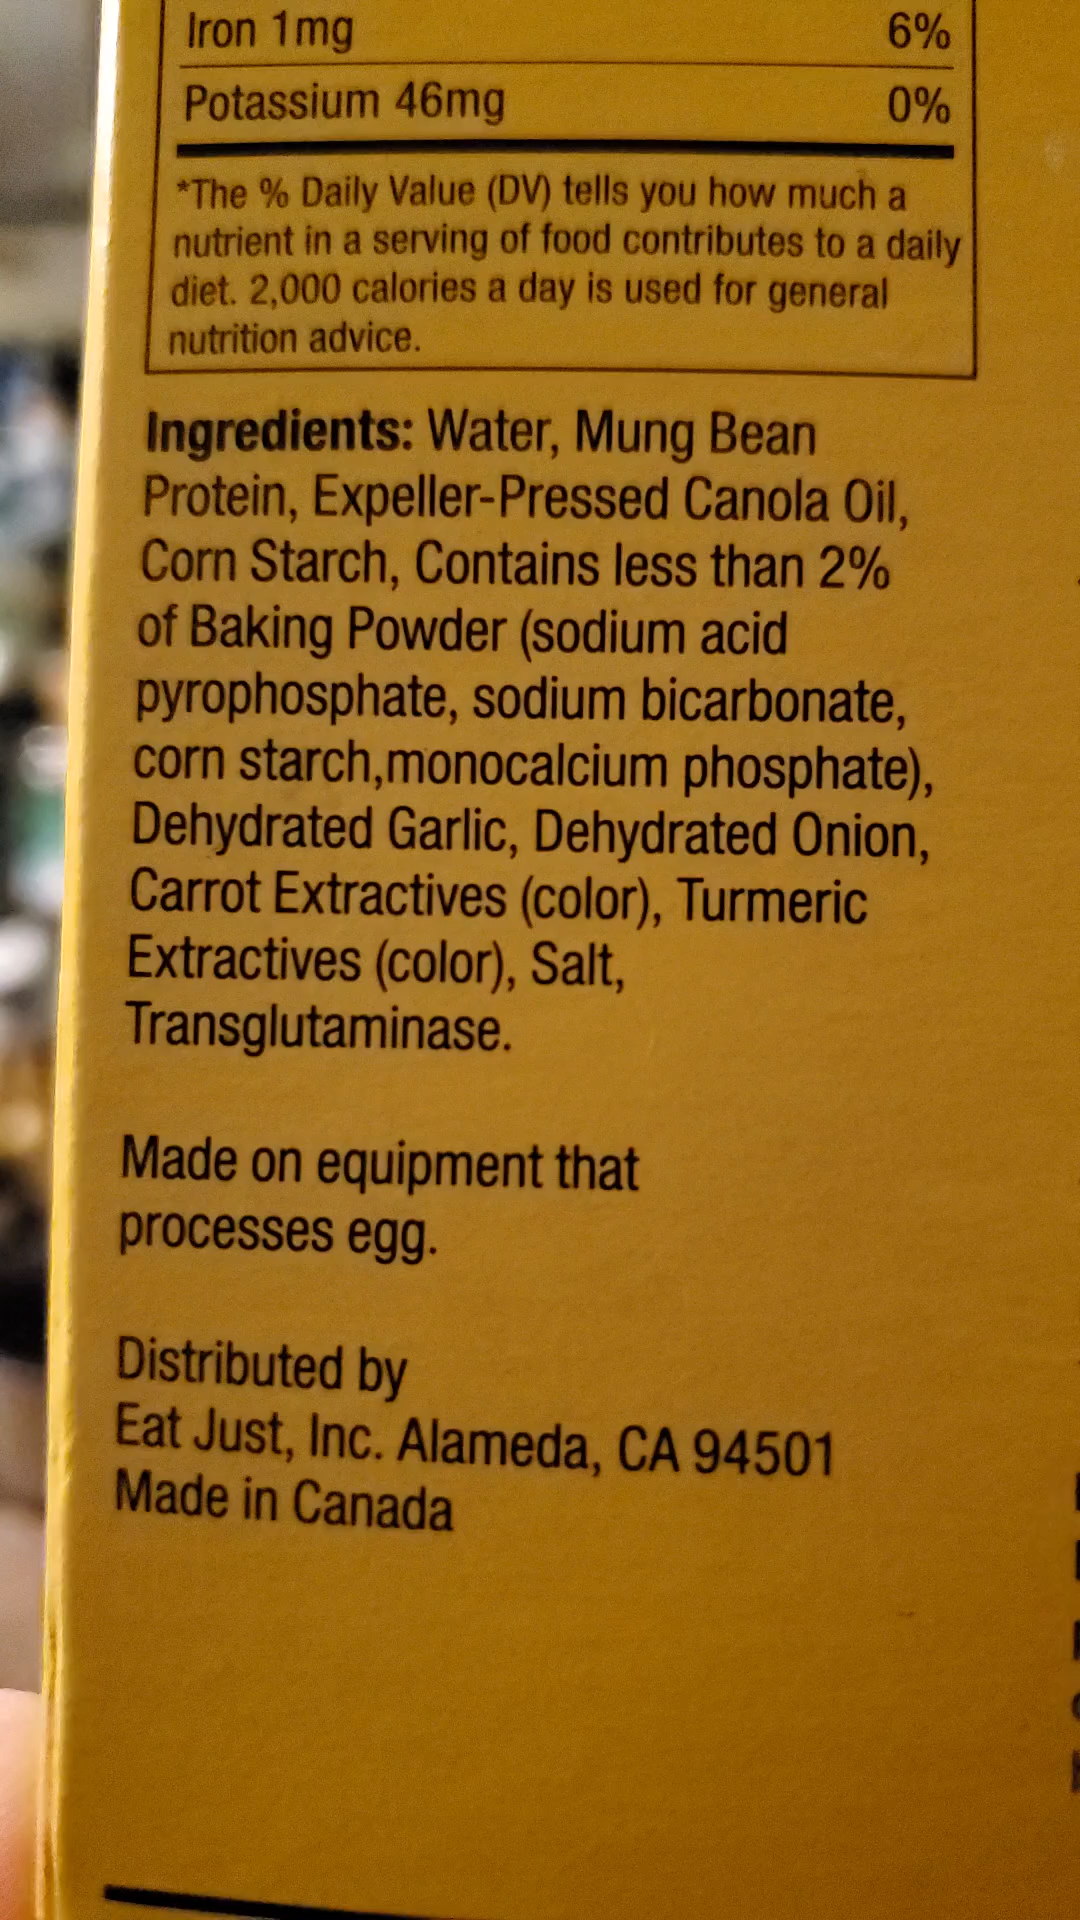 Iron 1mg 6%
Potassium 46mg 0%
*The % Daily Value (DV) tells you how much a
nutrient in a serving of food contributes to a daily
diet. 2,000 calories a day is used for general
nutrition advice.
Ingredients: Water, Mung Bean
Protein, Expeller-Pressed Canola Oil,
Corn Starch, Contains less than 2%
of Baking Powder (sodium acid
pyrophosphate, sodium bicarbonate,
corn starch,monocalcium phosphate),
Dehydrated Garlic, Dehydrated Onion,
Carrot Extractives (color), Turmeric
Extractives (color), Salt,
Transglutaminase.
Made on equipment that
processes egg.
Distributed by
Eat Just, Inc. Alameda, CA 94501
Made in Canada